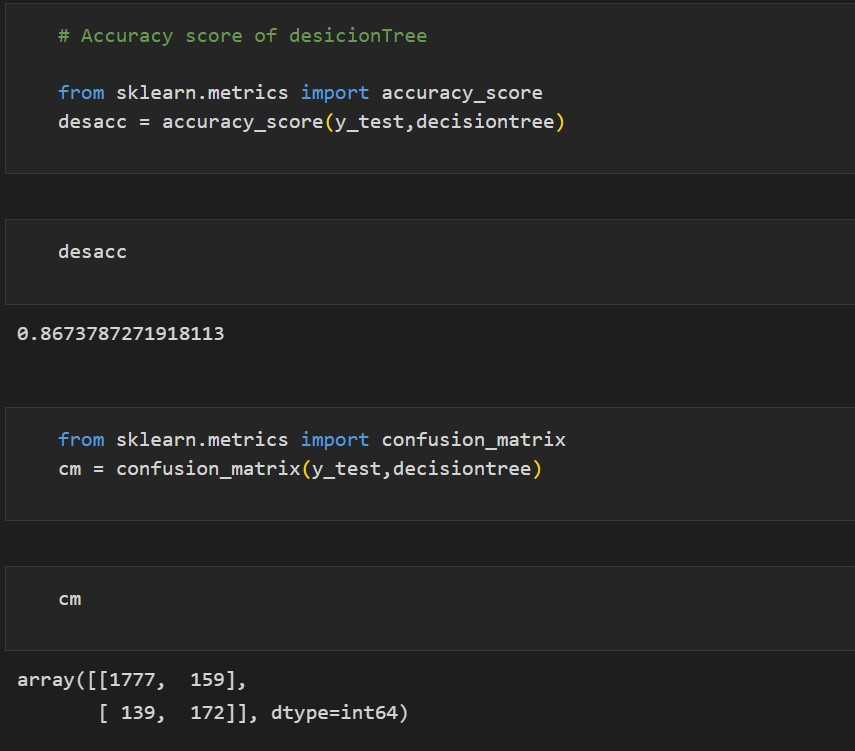 # Accuracy score of desicionTree
from sklearn.metrics import accuracy_score
desacc = accuracy_score(y_test,decisiontree)
desacc
0.8673787271918113
from sklearn.metrics import confusion_matrix
cm = confusion_matrix(y_test,decisiontree)
cm
array([[1777,  159],
       [ 139,  172]], dtype=int64)